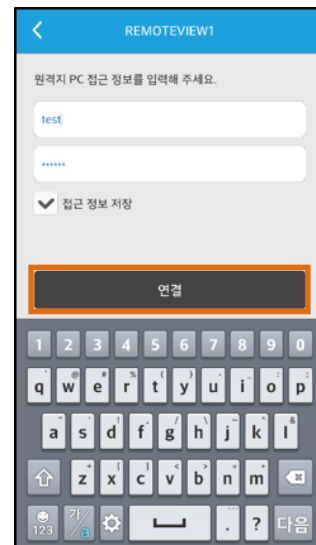 REMOTEVIEW1
원격지 PC 접근 정보를 입력해 주세요.
test
••••••
접근 정보 저장
연결
1 2 3 4 5 6 7 8 9 0
q w e r t y u i o p
a s d f g h j k l
z x c v b n m
123 가/a . ? 다음